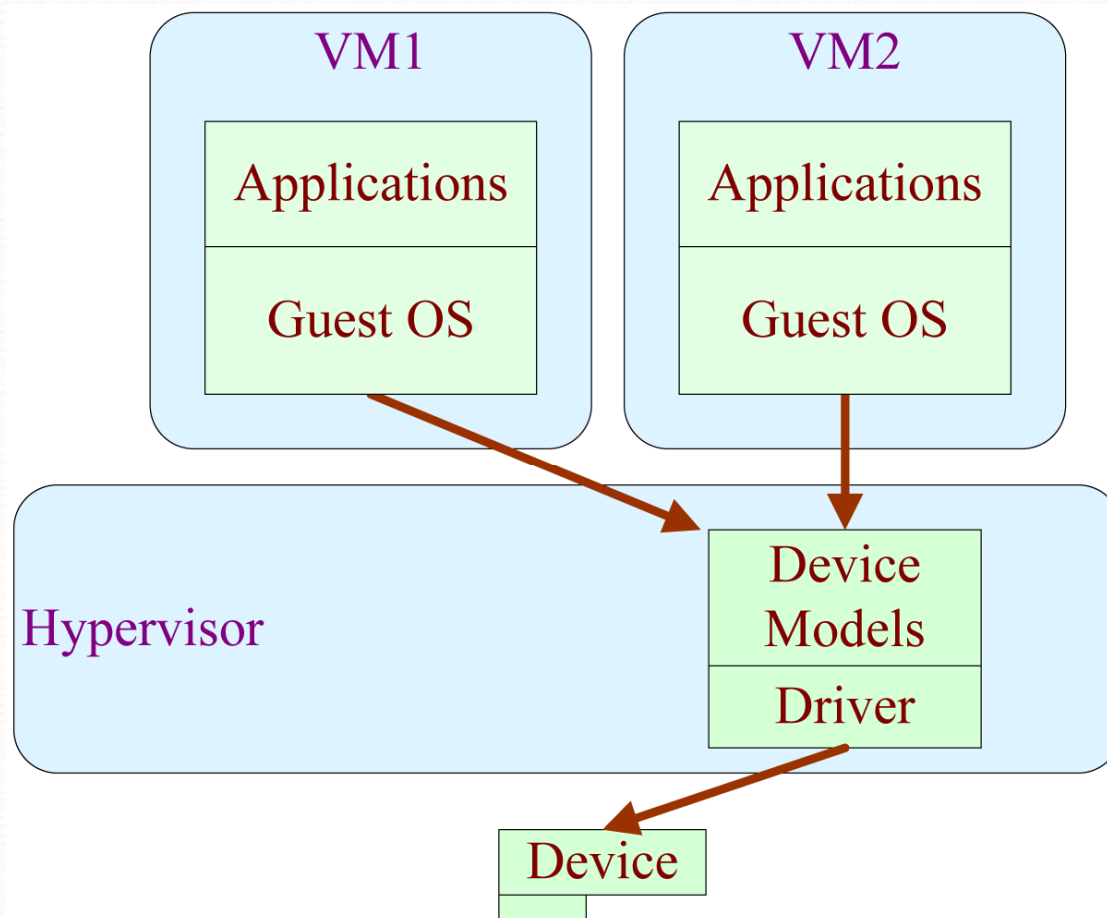 VM1
VM2
Applications
Applications
Guest OS
Guest OS
Hypervisor
Device
Models
Driver
Device